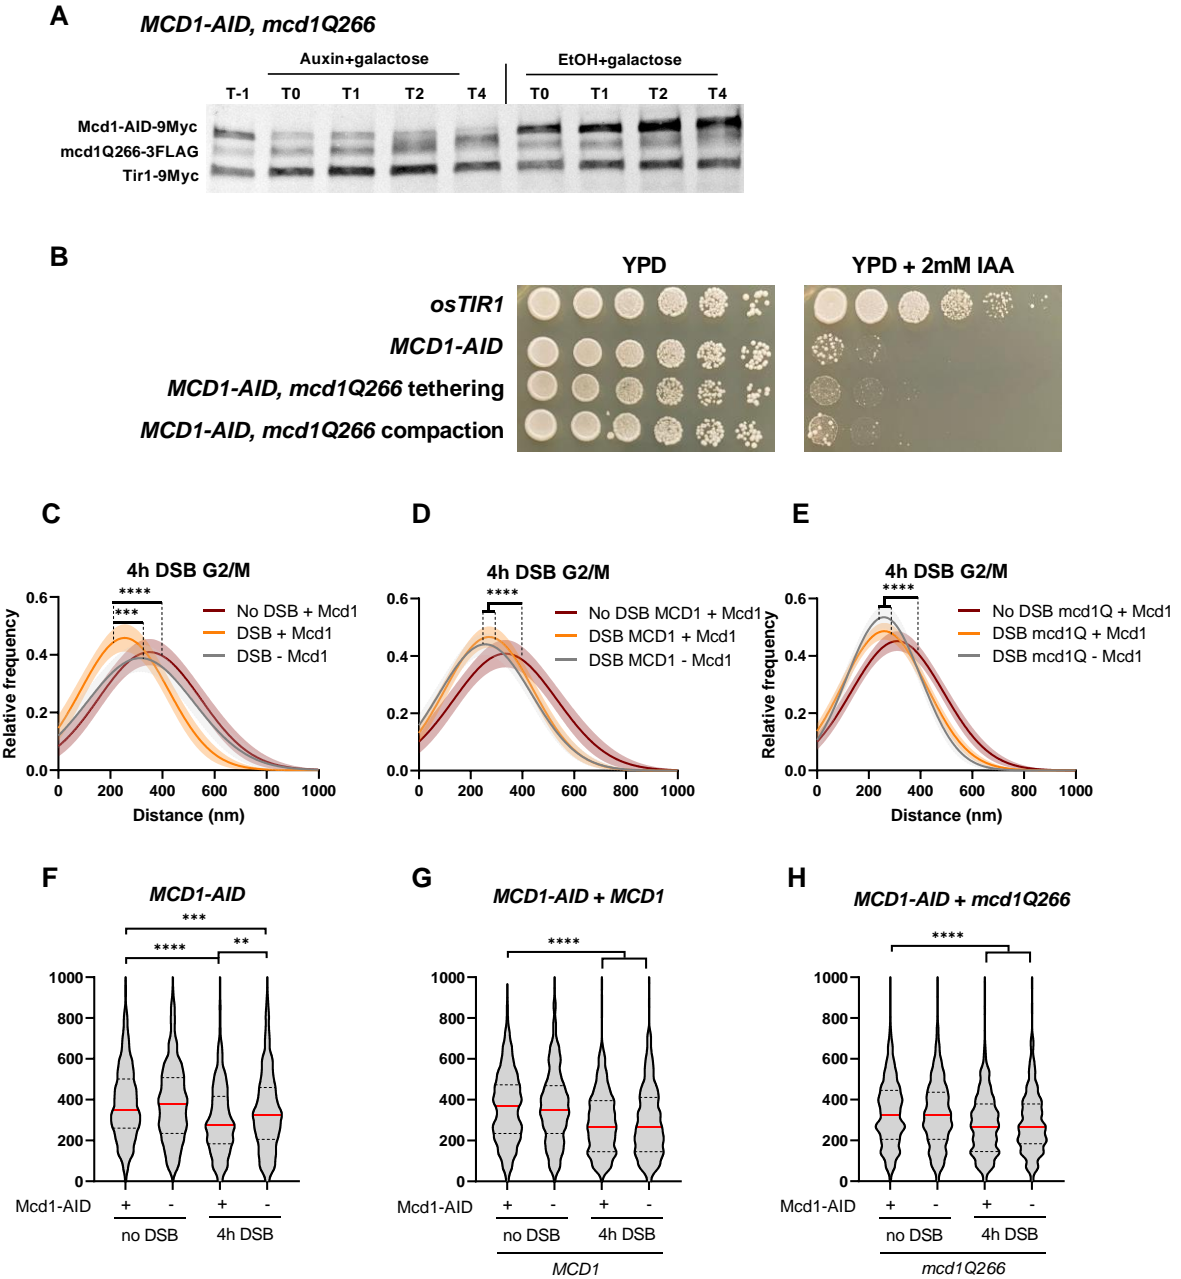 A
MCD1-AID, mcd1Q266
Auxin+galactose
EtOH+galactose
T-1 T0 T1 T2 T4 T0 T1 T2 T4
Mcd1-AID-9Myc
mcd1Q266-3FLAG
Tir1-9Myc
B
YPD
YPD + 2mM IAA
osTIR1
MCD1-AID
MCD1-AID, mcd1Q266 tethering
MCD1-AID, mcd1Q266 compaction
C
4h DSB G2/M
****
***
No DSB + Mcd1
DSB + Mcd1
DSB - Mcd1
Relative frequency
0.6
0.4
0.2
0.0
0 200 400 600 800 1000
Distance (nm)
D
4h DSB G2/M
****
No DSB MCD1 + Mcd1
DSB MCD1 + Mcd1
DSB MCD1 - Mcd1
0.6
0.4
0.2
0.0
0 200 400 600 800 1000
E
4h DSB G2/M
****
No DSB mcd1Q + Mcd1
DSB mcd1Q + Mcd1
DSB mcd1Q - Mcd1
Relative frequency
0.6
0.4
0.2
0.0
0 200 400 600 800 1000
Distance (nm)
F
MCD1-AID
***
**** **
1000
800
600
400
200
0
Mcd1-AID + - + -
no DSB 4h DSB
G
MCD1-AID + MCD1
****
1000
800
600
400
200
0
Mcd1-AID + - + -
no DSB 4h DSB
MCD1
H
MCD1-AID + mcd1Q266
****
1000
800
600
400
200
0
Mcd1-AID + - + -
no DSB 4h DSB
mcd1Q266